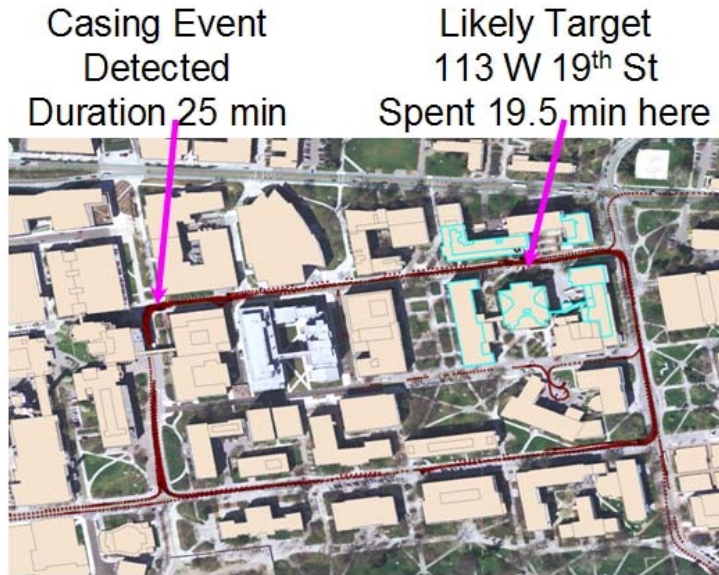 Casing Event
Detected
Duration 25 min
Likely Target
113 W 19th St
Spent 19.5 min here